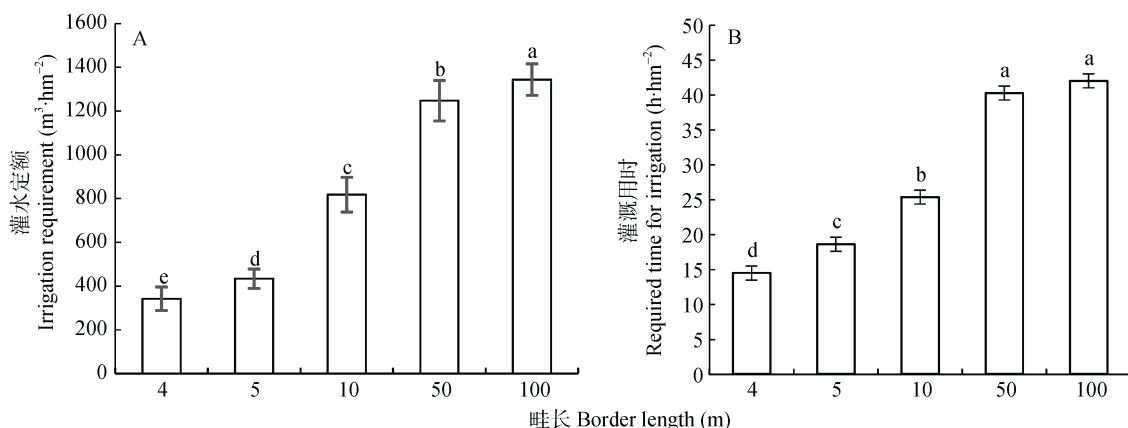 A
灌水定额
Irrigation requirement (m³·hm⁻²)
1600
1400
1200
1000
800
600
400
200
0
e
d
c
b
a
4 5 10 50 100
B
灌溉用时
Required time for irrigation (h·hm⁻²)
50
45
40
35
30
25
20
15
10
5
0
d
c
b
a
a
4 5 10 50 100
畦长 Border length (m)